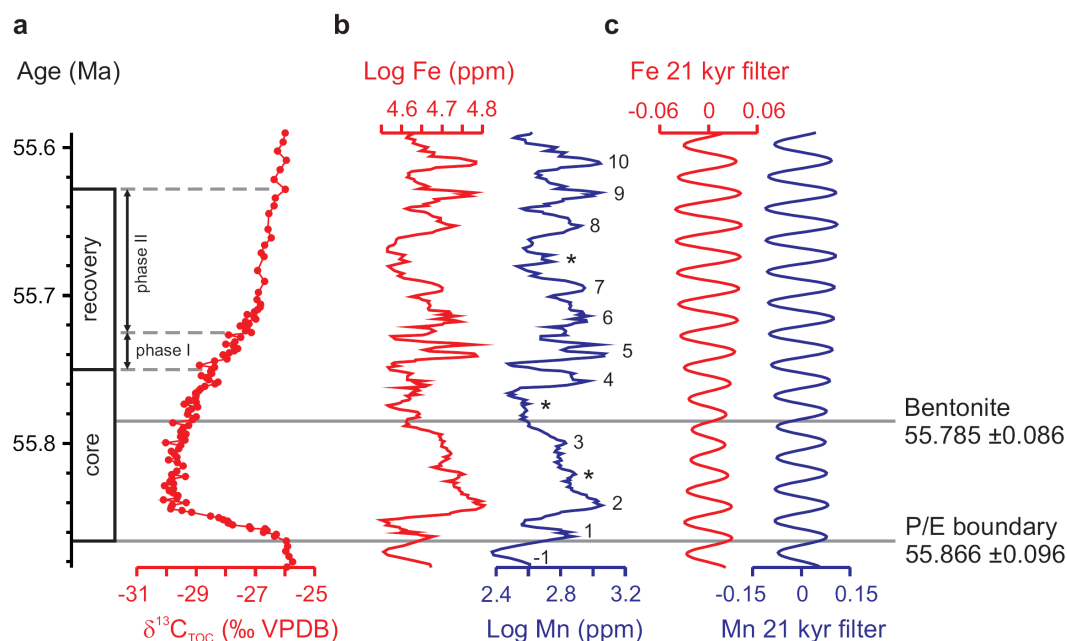 a
b
c
Age (Ma)
Log Fe (ppm)
Fe 21 kyr filter
4.6 4.7 4.8
-0.06 0 0.06
55.6
55.7
55.8
recovery
core
phase II
phase I
10
9
8
*
7
6
5
4
*
3
*
2
1
-1
Bentonite
55.785 ±0.086
P/E boundary
55.866 ±0.096
-31 -29 -27 -25
2.4 2.8 3.2
-0.15 0 0.15
δ¹³C_TOC (‰ VPDB)
Log Mn (ppm)
Mn 21 kyr filter